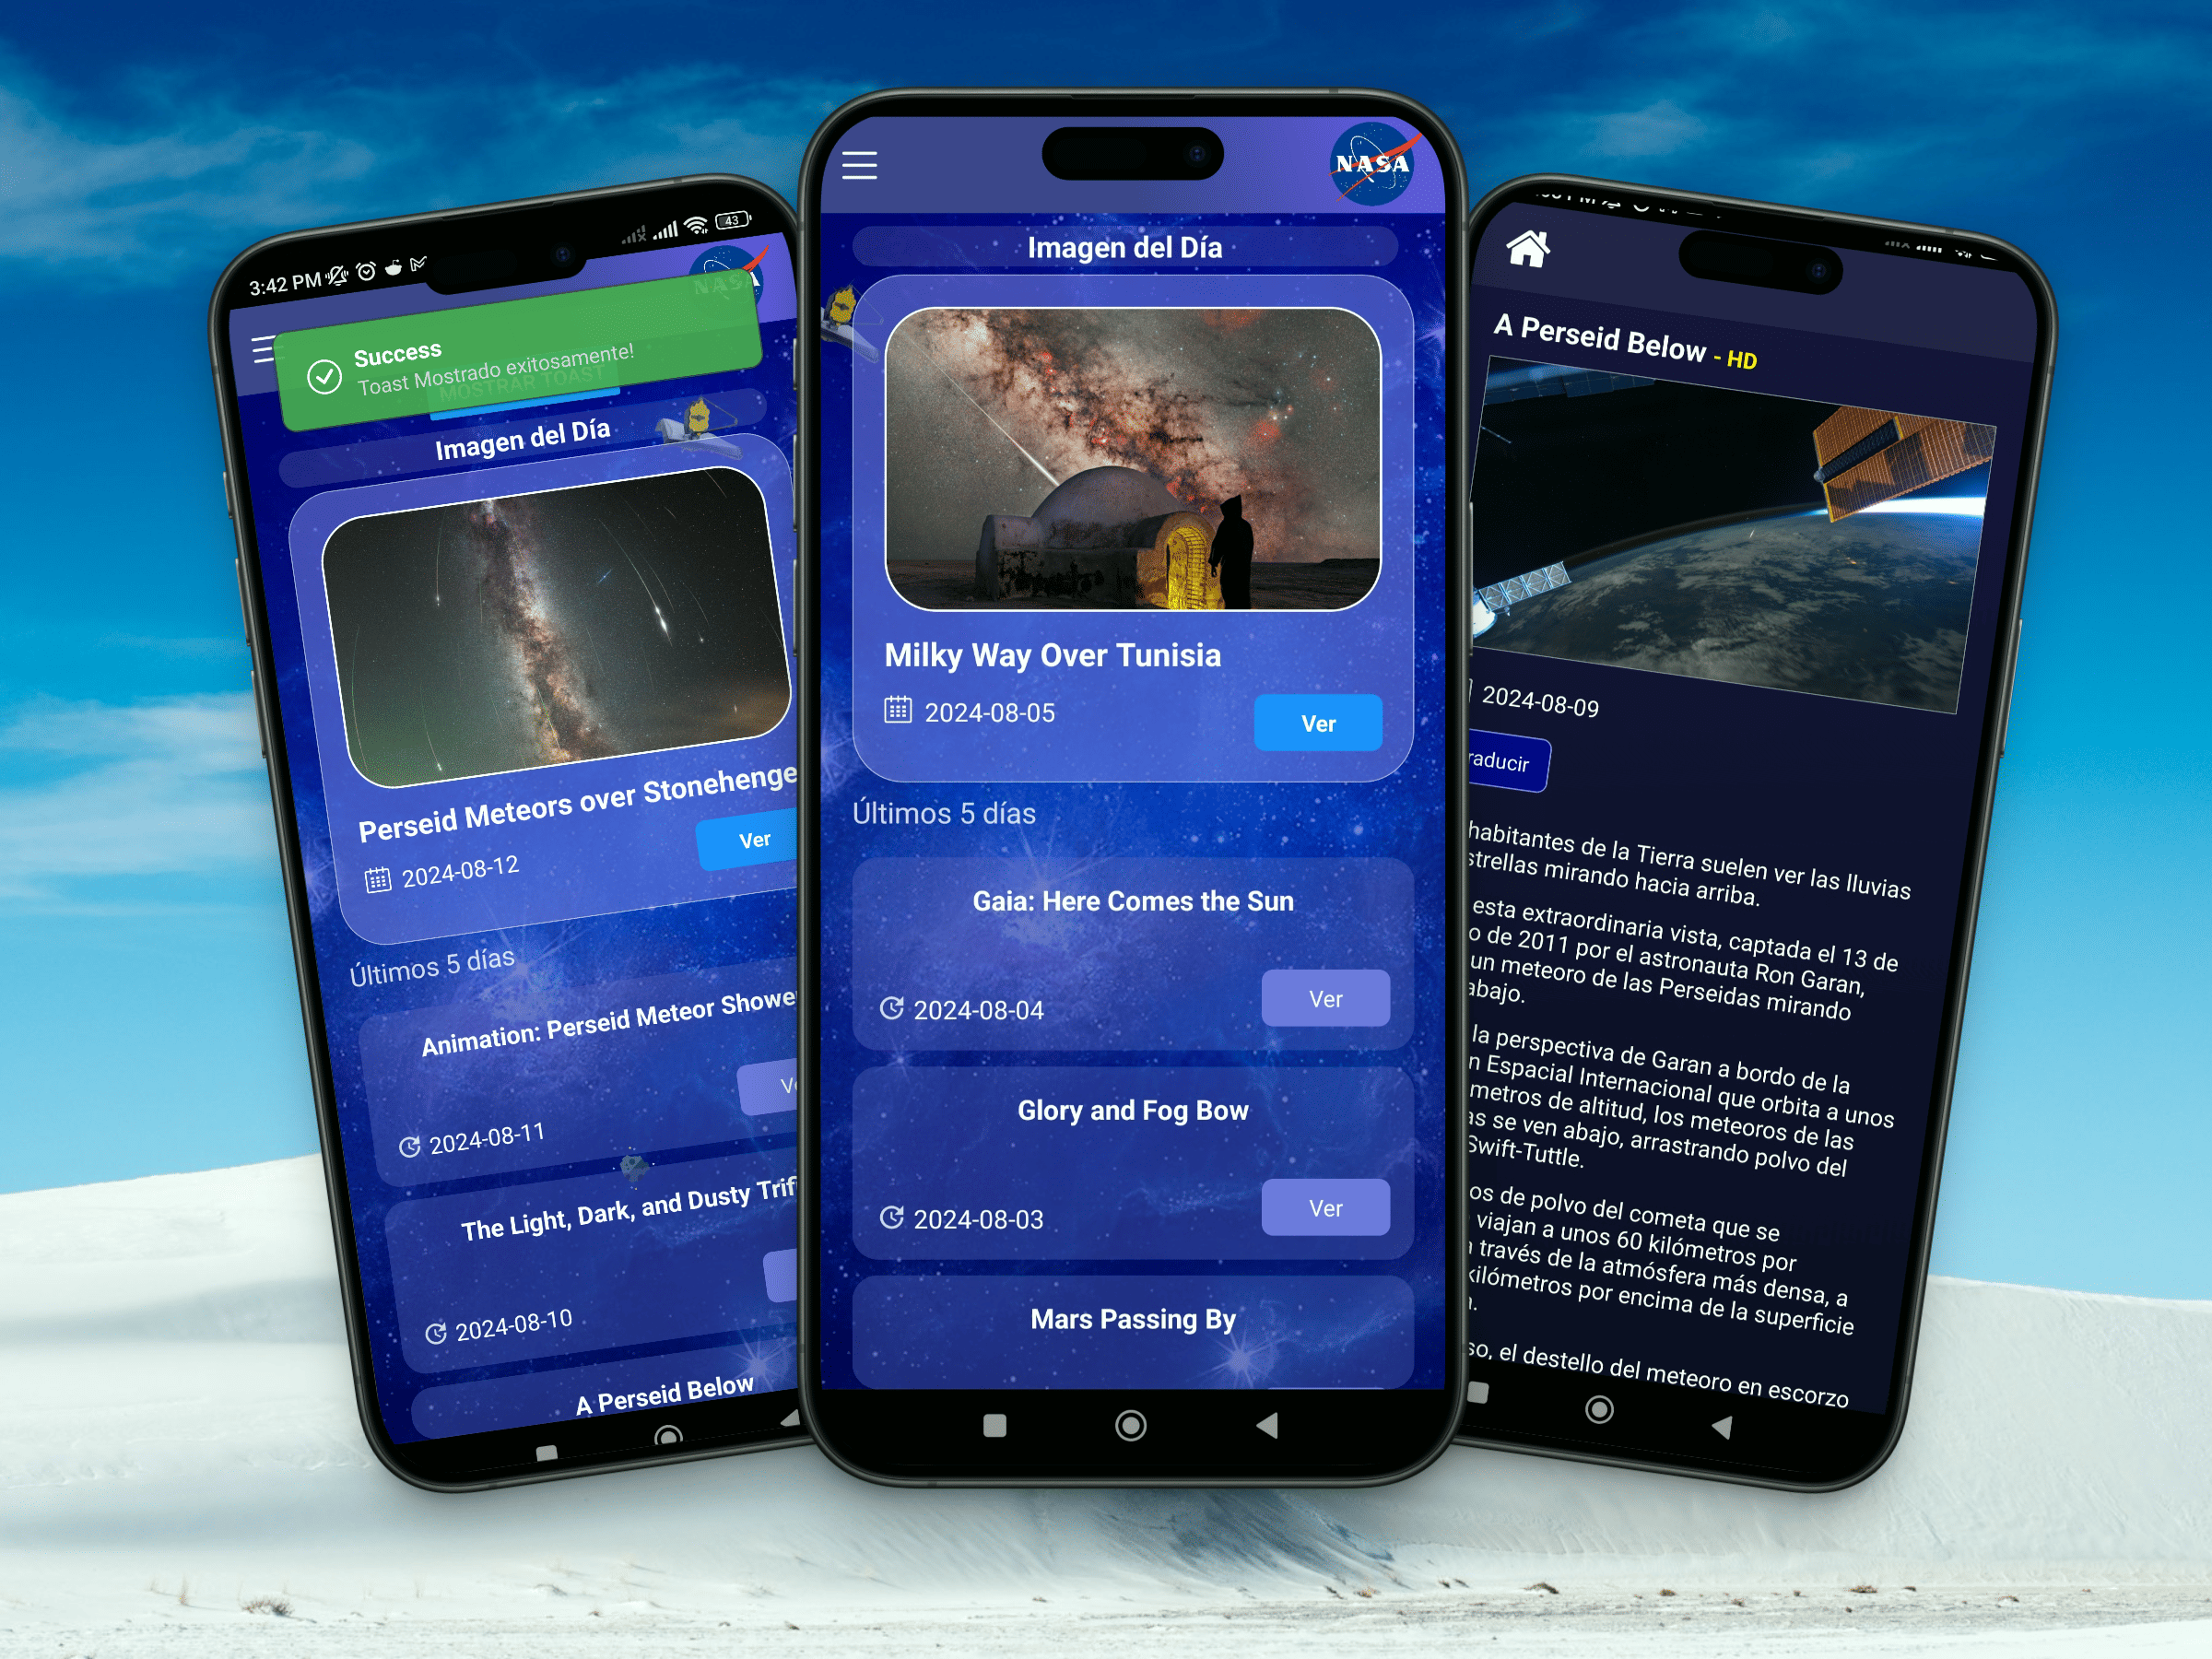 3:42 PM
43
NASA
Success
Toast Mostrado exitosamente!
MOSTRAR TOAST
Imagen del Día
Perseid Meteors over Stonehenge
2024-08-12
Ver
Últimos 5 días
Animation: Perseid Meteor Shower
2024-08-11
The Light, Dark, and Dusty Trif
2024-08-10
A Perseid Below
NASA
Imagen del Día
Milky Way Over Tunisia
2024-08-05
Ver
Últimos 5 días
Gaia: Here Comes the Sun
2024-08-04
Ver
Glory and Fog Bow
2024-08-03
Ver
Mars Passing By
A Perseid Below - HD
2024-08-09
raducir
habitantes de la Tierra suelen ver las lluvias
strellas mirando hacia arriba.
esta extraordinaria vista, captada el 13 de
o de 2011 por el astronauta Ron Garan,
un meteoro de las Perseidas mirando
abajo.
la perspectiva de Garan a bordo de la
n Espacial Internacional que orbita a unos
metros de altitud, los meteoros de las
as se ven abajo, arrastrando polvo del
Swift-Tuttle.
os de polvo del cometa que se
viajan a unos 60 kilómetros por
través de la atmósfera más densa, a
kilómetros por encima de la superficie
so, el destello del meteoro en escorzo